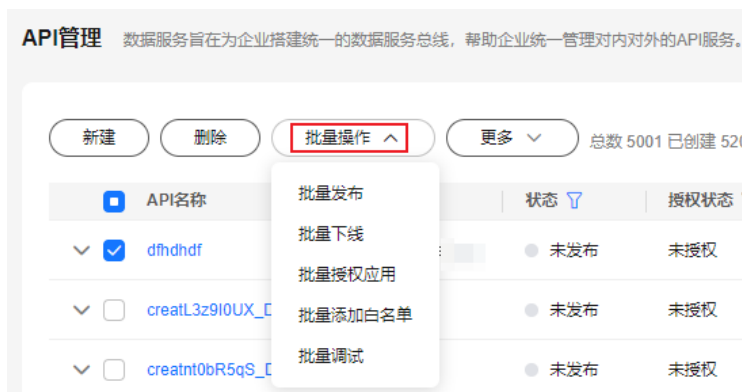 API管理 数据服务旨在为企业搭建统一的数据服务总线，帮助企业统一管理对内对外的API服务。
新建 删除 批量操作 更多 总数 5001 已创建 520
API名称 状态 授权状态
批量发布
批量下线
批量授权应用
批量添加白名单
批量调试
dfhdhdf 未发布 未授权
creatL3z9I0UX_D 未发布 未授权
creatnt0bR5qS_D 未发布 未授权